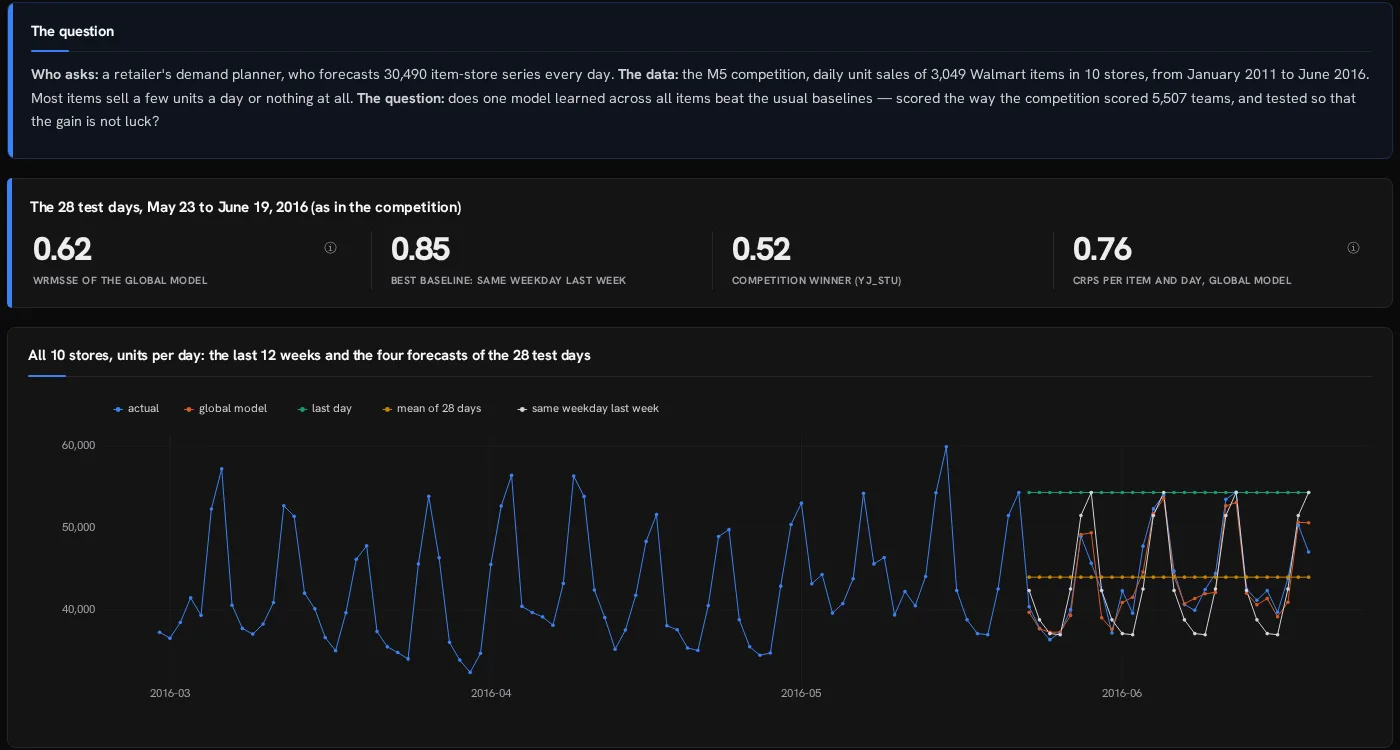 The question
Who asks: a retailer's demand planner, who forecasts 30,490 item-store series every day. The data: the M5 competition, daily unit sales of 3,049 Walmart items in 10 stores, from January 2011 to June 2016.
Most items sell a few units a day or nothing at all. The question: does one model learned across all items beat the usual baselines — scored the way the competition scored 5,507 teams, and tested so that
the gain is not luck?
The 28 test days, May 23 to June 19, 2016 (as in the competition)
0.62
WRMSSE OF THE GLOBAL MODEL
0.85
BEST BASELINE: SAME WEEKDAY LAST WEEK
0.52
COMPETITION WINNER (YJ_STU)
0.76
CRPS PER ITEM AND DAY, GLOBAL MODEL
All 10 stores, units per day: the last 12 weeks and the four forecasts of the 28 test days
actual global model last day mean of 28 days same weekday last week
60,000
50,000
40,000
2016-03 2016-04 2016-05 2016-06